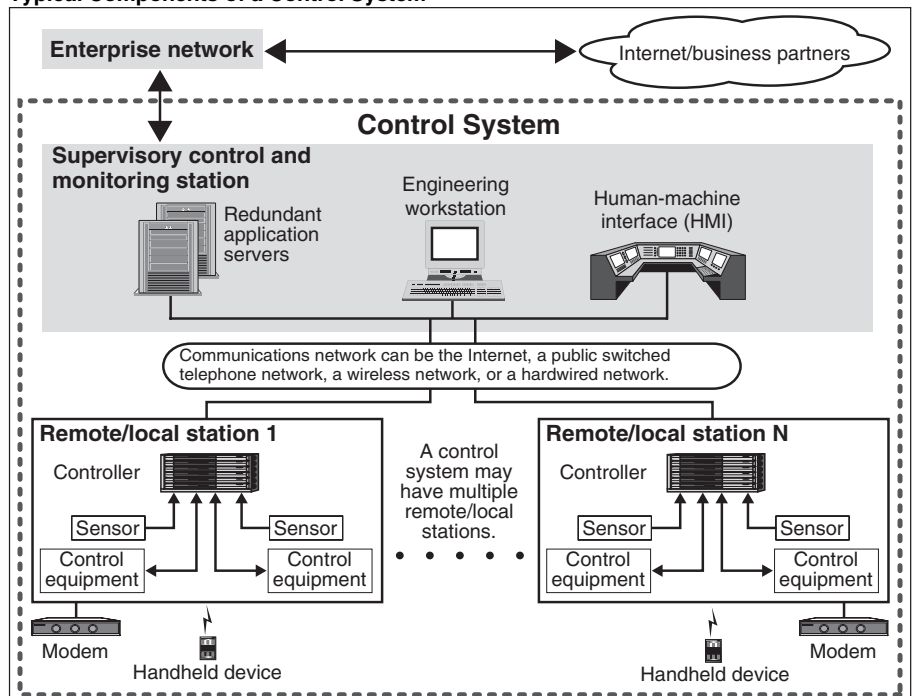 Typical Components of a Control System
Enterprise network
Internet/business partners
Control System
Supervisory control and
monitoring station
Redundant
application
servers
Engineering
workstation
Human-machine
interface (HMI)
Communications network can be the Internet, a public switched
telephone network, a wireless network, or a hardwired network.
Remote/local station 1
Controller
Sensor
Sensor
Control
equipment
Control
equipment
Modem
Handheld device
A control
system may
have multiple
remote/local
stations.
Remote/local station N
Controller
Sensor
Sensor
Control
equipment
Control
equipment
Handheld device
Modem